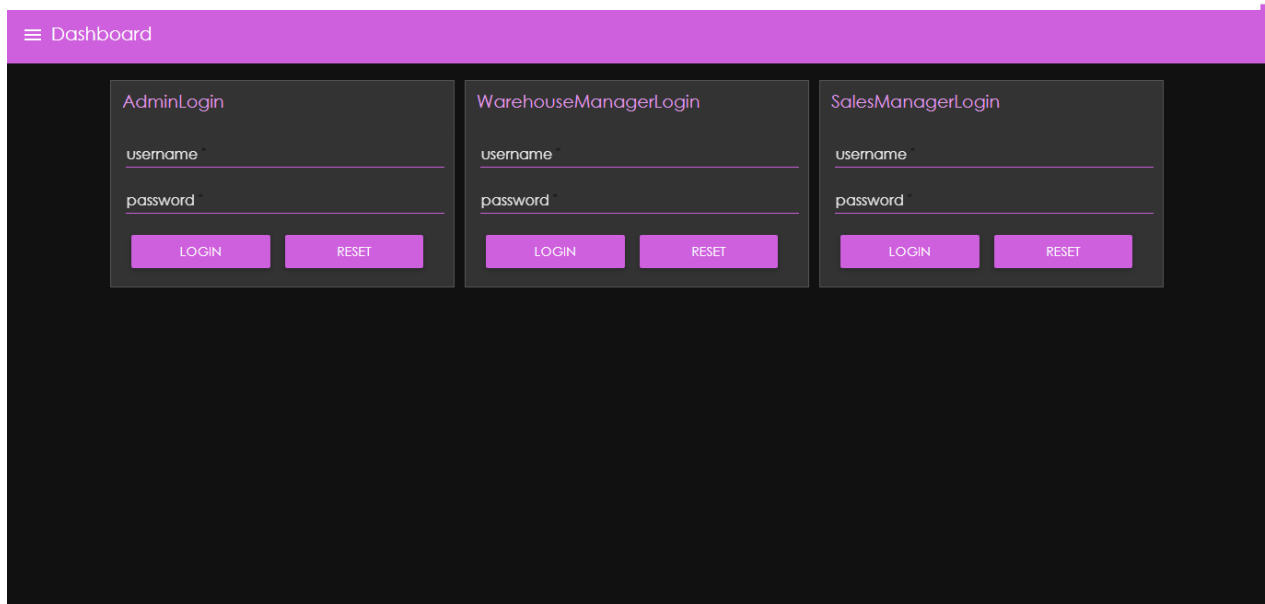 Dashboard
AdminLogin
username *
password *
LOGIN RESET
WarehouseManagerLogin
username *
password *
LOGIN RESET
SalesManagerLogin
username *
password *
LOGIN RESET